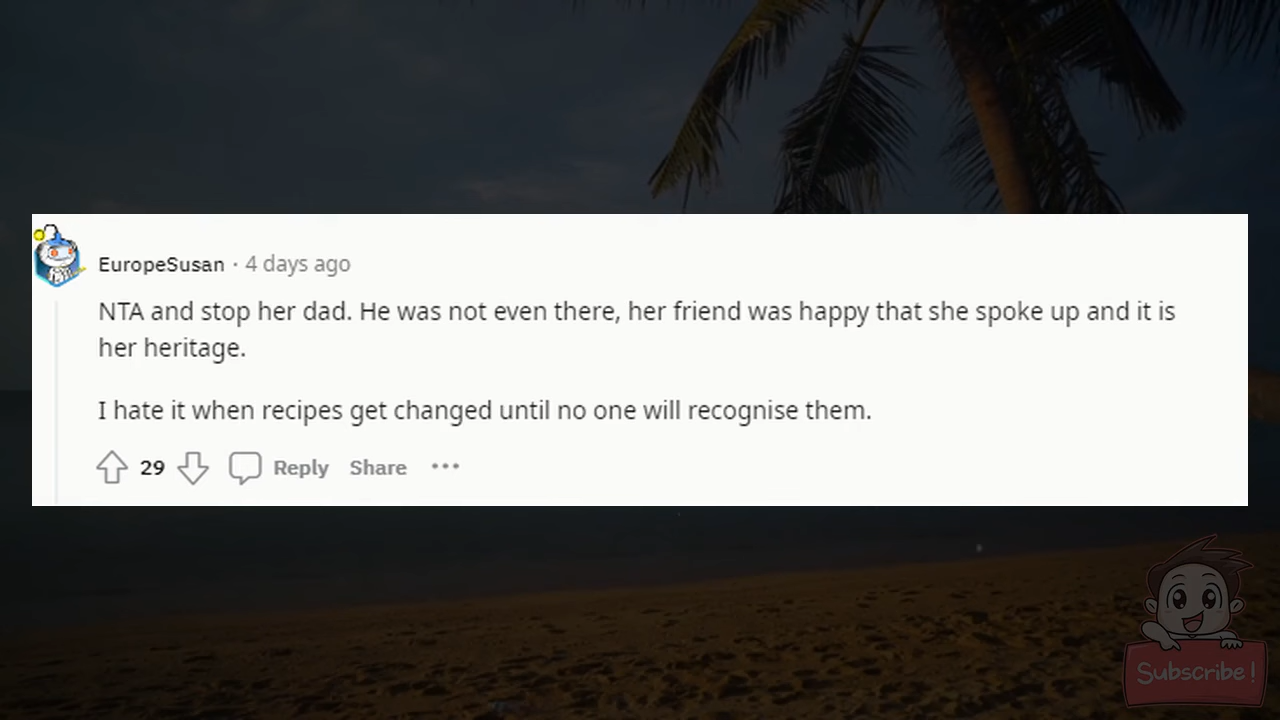 EuropeSusan · 4 days ago
NTA and stop her dad. He was not even there, her friend was happy that she spoke up and it is
her heritage.
I hate it when recipes get changed until no one will recognise them.
29 Reply Share •••
Subscribe!